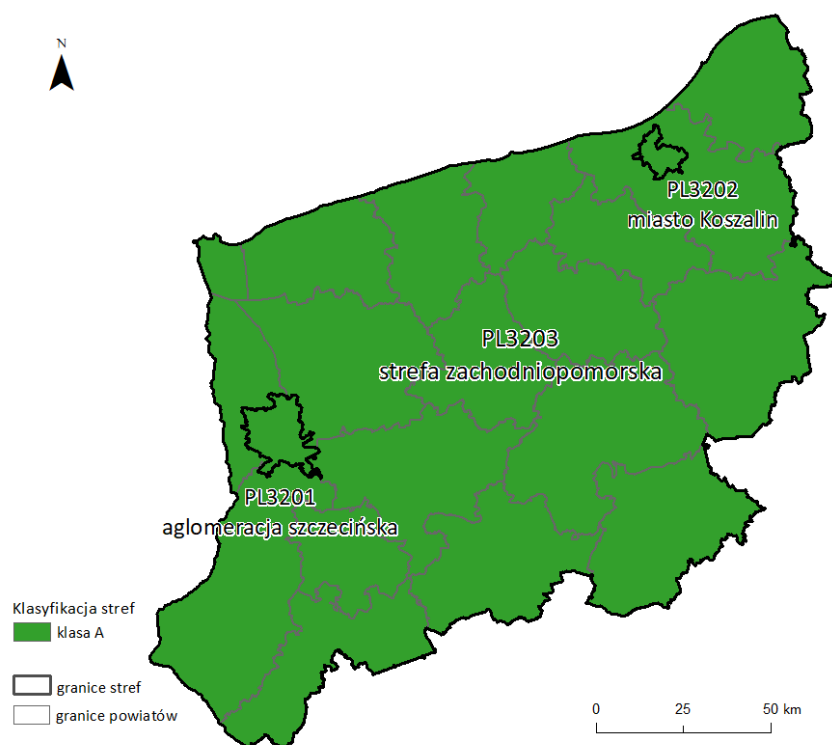 N
PL3202
miasto Koszalin
PL3203
strefa zachodniopomorska
PL3201
aglomeracja szczecińska
Klasyfikacja stref
klasa A
granice stref
granice powiatów
0 25 50 km